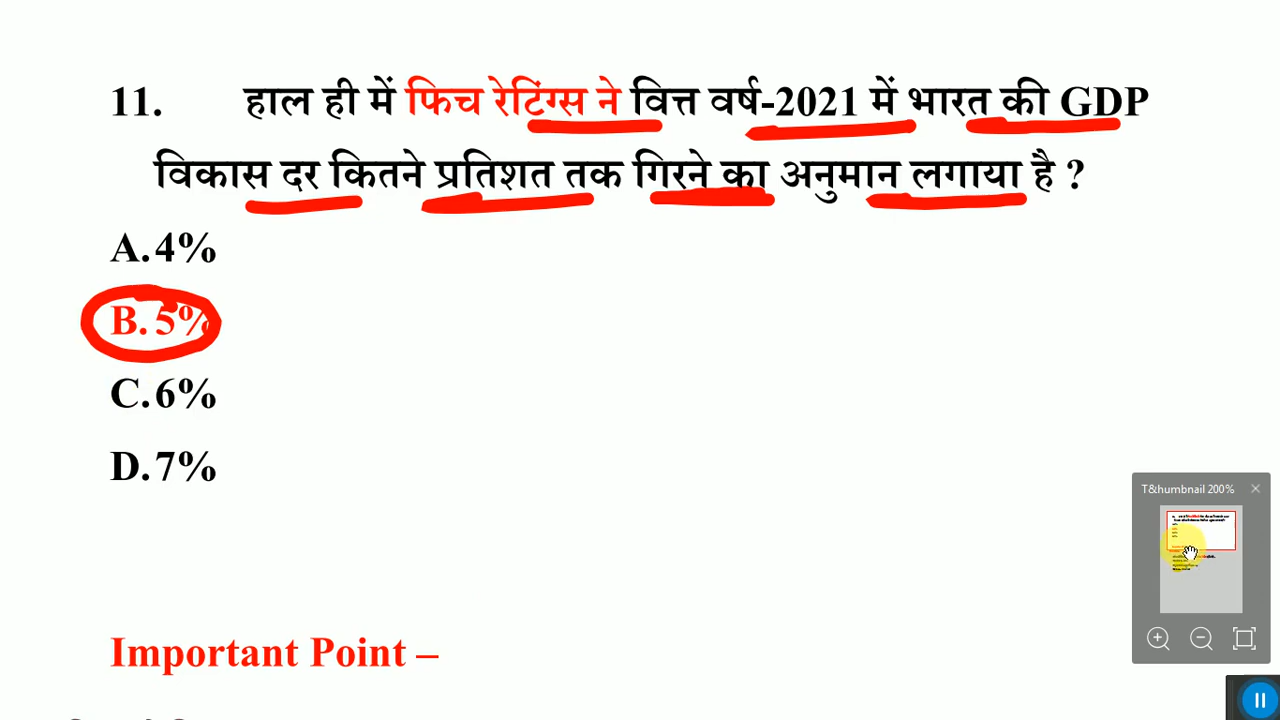 11. हाल ही में फिच रेटिंग्स ने वित्त वर्ष-2021 में भारत की GDP
विकास दर कितने प्रतिशत तक गिरने का अनुमान लगाया है ?
A. 4%
B. 5%
C. 6%
D. 7%
T&humbnail 200%
Important Point –